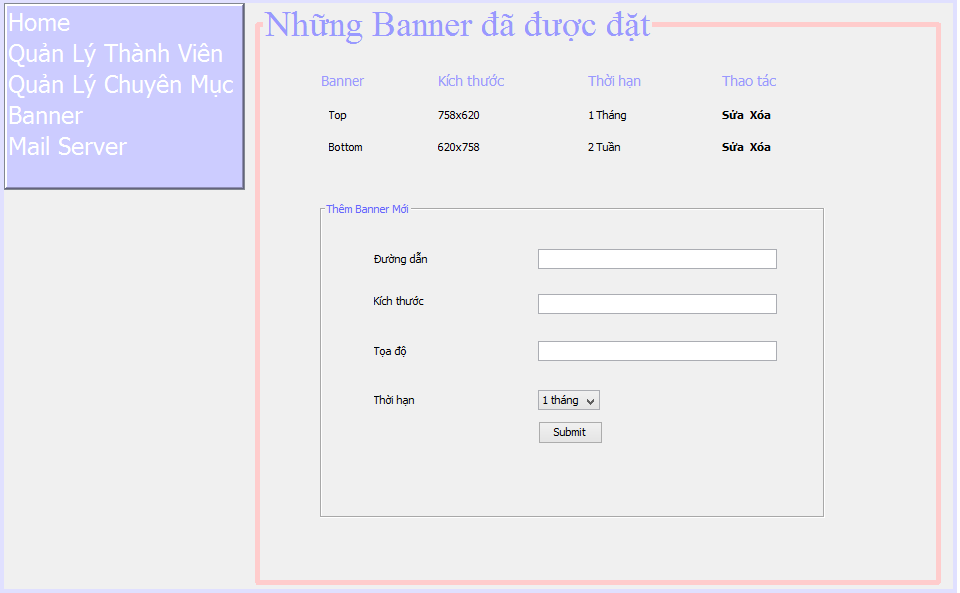 Home
Quản Lý Thành Viên
Quản Lý Chuyên Mục
Banner
Mail Server
Những Banner đã được đặt
Banner Kích thước Thời hạn Thao tác
Top 758x620 1 Tháng Sửa Xóa
Bottom 620x758 2 Tuần Sửa Xóa
Thêm Banner Mới
Đường dẫn
Kích thước
Tọa độ
Thời hạn 1 tháng
Submit